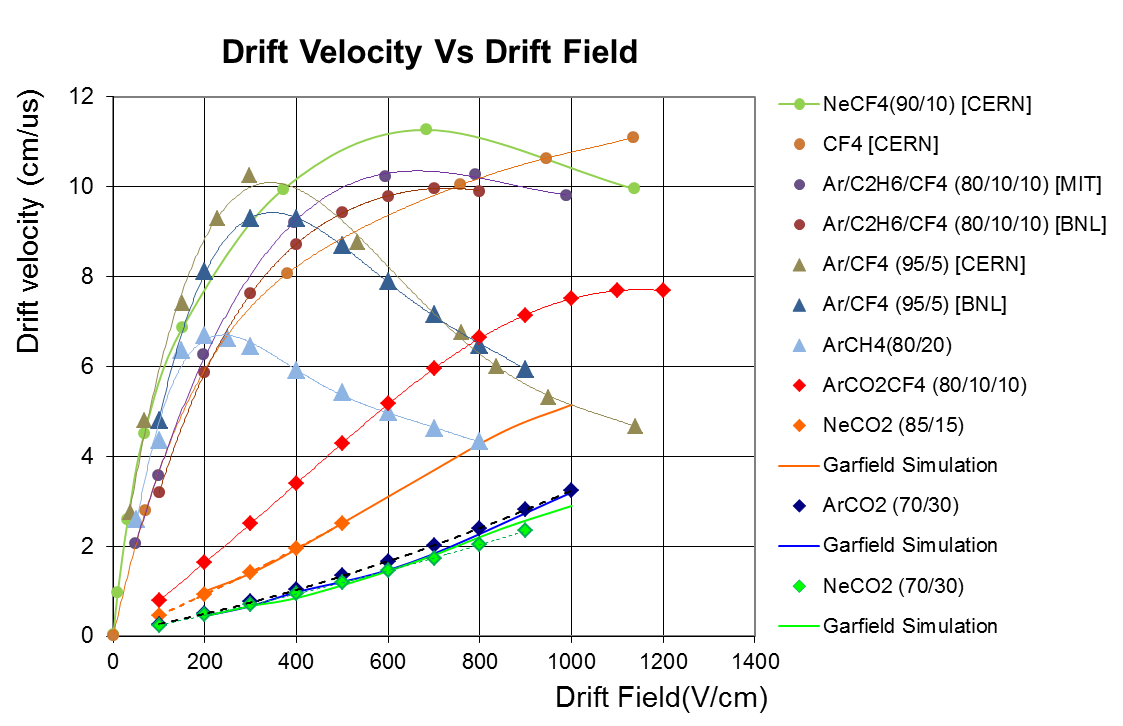 Drift Velocity Vs Drift Field
Drift velocity (cm/us)
12
10
8
6
4
2
0
0 200 400 600 800 1000 1200 1400
Drift Field(V/cm)
NeCF4(90/10) [CERN]
CF4 [CERN]
Ar/C2H6/CF4 (80/10/10) [MIT]
Ar/C2H6/CF4 (80/10/10) [BNL]
Ar/CF4 (95/5) [CERN]
Ar/CF4 (95/5) [BNL]
ArCH4(80/20)
ArCO2CF4 (80/10/10)
NeCO2 (85/15)
Garfield Simulation
ArCO2 (70/30)
Garfield Simulation
NeCO2 (70/30)
Garfield Simulation